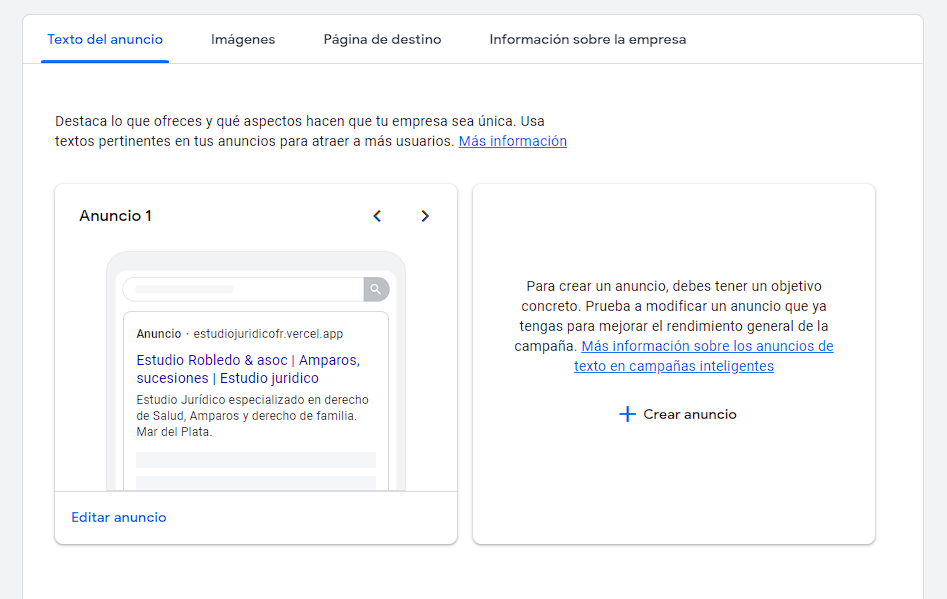 Texto del anuncio
Imágenes
Página de destino
Información sobre la empresa
Destaca lo que ofreces y qué aspectos hacen que tu empresa sea única. Usa
textos pertinentes en tus anuncios para atraer a más usuarios. Más información
Anuncio 1
Anuncio · estudiojuridicofr.vercel.app
Estudio Robledo & asoc | Amparos,
sucesiones | Estudio juridico
Estudio Jurídico especializado en derecho
de Salud, Amparos y derecho de familia.
Mar del Plata.
Editar anuncio
Para crear un anuncio, debes tener un objetivo
concreto. Prueba a modificar un anuncio que ya
tengas para mejorar el rendimiento general de la
campaña. Más información sobre los anuncios de
texto en campañas inteligentes
Crear anuncio